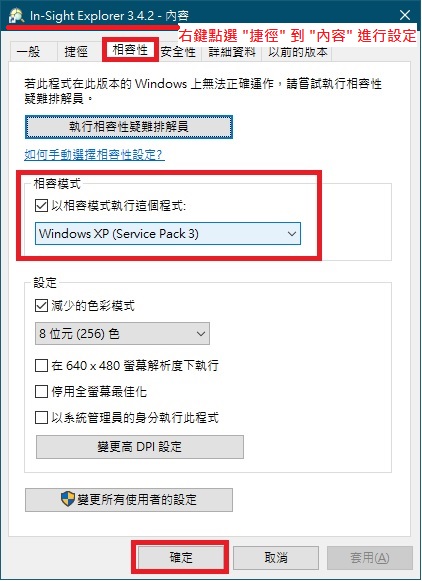 In-Sight Explorer 3.4.2 - 內容
右鍵點選 "捷徑" 到 "內容" 進行設定
一般 捷徑 相容性 安全性 詳細資料 以前的版本
若此程式在此版本的 Windows 上無法正確運作，請嘗試執行相容性
疑難排解員。
執行相容性疑難排解員
如何手動選擇相容性設定?
相容模式
以相容模式執行這個程式:
Windows XP (Service Pack 3)
設定
減少的色彩模式
8 位元 (256) 色
在 640 x 480 螢幕解析度下執行
停用全螢幕最佳化
以系統管理員的身分執行此程式
變更高 DPI 設定
變更所有使用者的設定
確定 取消 套用(A)